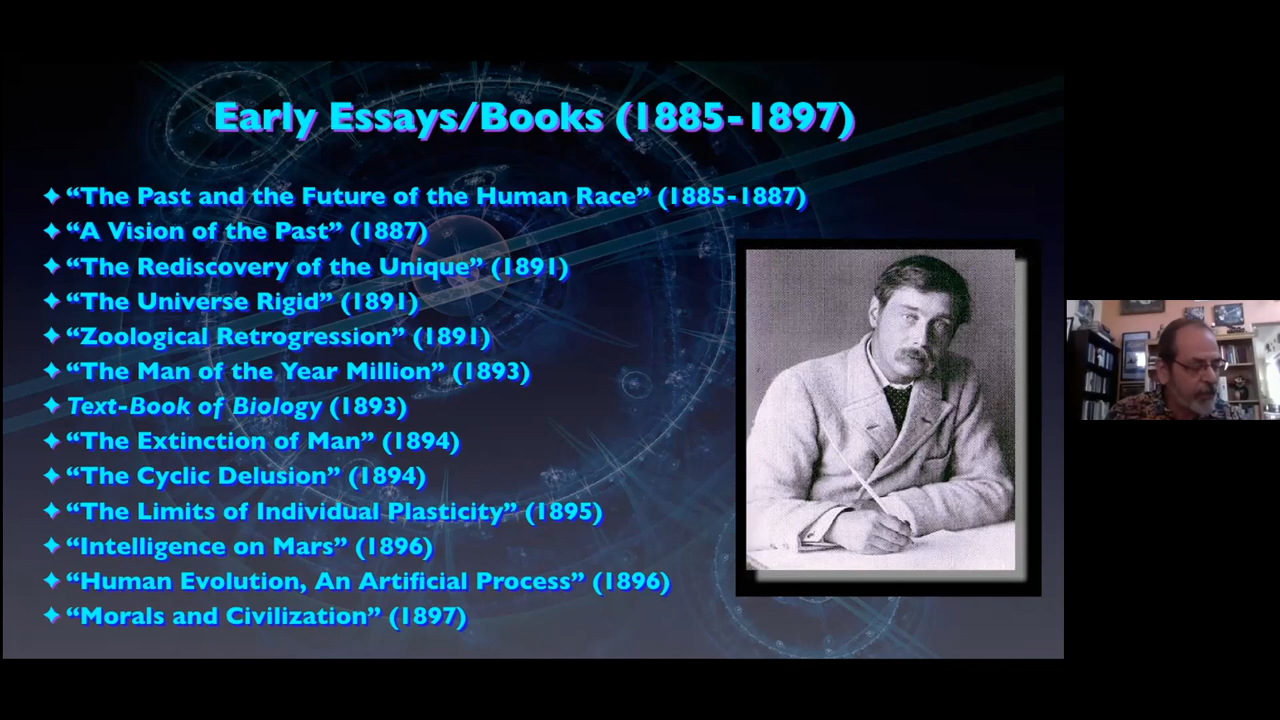 Early Essays/Books (1885-1897)
✦ “The Past and the Future of the Human Race” (1885-1887)
✦ “A Vision of the Past” (1887)
✦ “The Rediscovery of the Unique” (1891)
✦ “The Universe Rigid” (1891)
✦ “Zoological Retrogression” (1891)
✦ “The Man of the Year Million” (1893)
✦ Text-Book of Biology (1893)
✦ “The Extinction of Man” (1894)
✦ “The Cyclic Delusion” (1894)
✦ “The Limits of Individual Plasticity” (1895)
✦ “Intelligence on Mars” (1896)
✦ “Human Evolution, An Artificial Process” (1896)
✦ “Morals and Civilization” (1897)